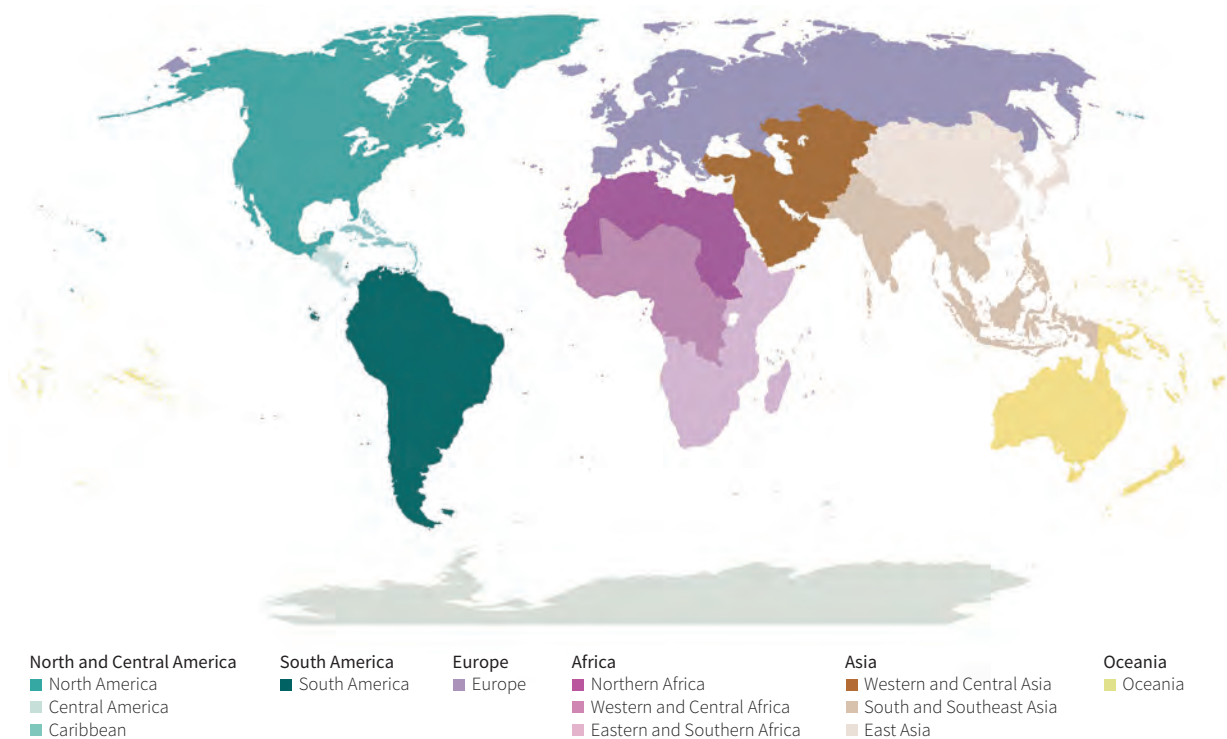 North and Central America
North America
Central America
Caribbean
South America
South America
Europe
Europe
Africa
Northern Africa
Western and Central Africa
Eastern and Southern Africa
Asia
Western and Central Asia
South and Southeast Asia
East Asia
Oceania
Oceania